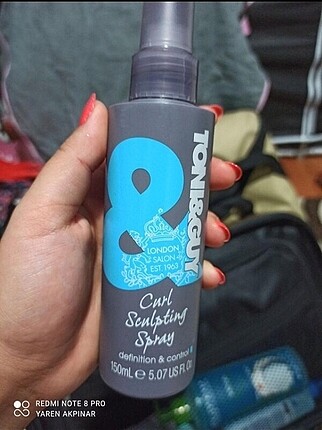 TONI&GUY
&
LONDON
SALON
EST. 1963
Curl
Sculpting
Spray
definition & control
150mL ℮ 5.07 US FL Oz
REDMI NOTE 8 PRO
YAREN AKPINAR